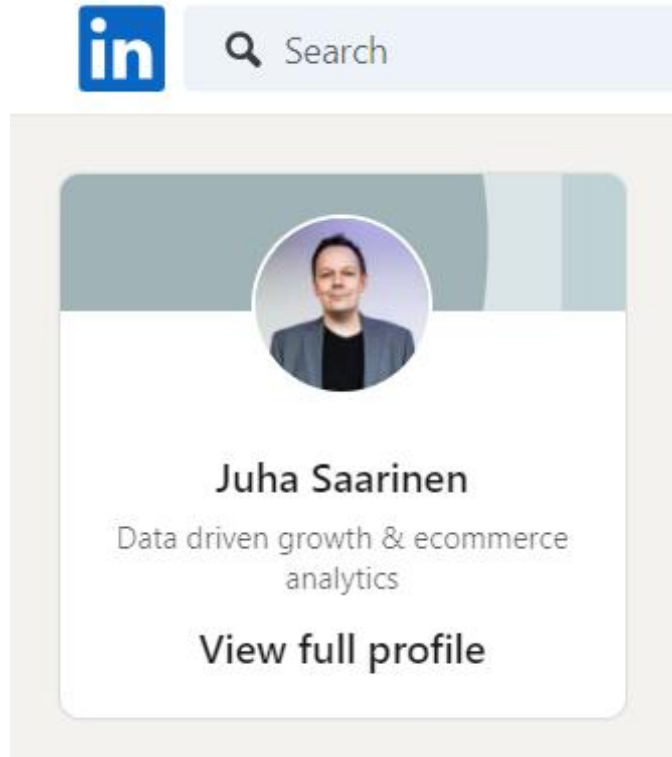 in
Search
Juha Saarinen
Data driven growth & ecommerce
analytics
View full profile